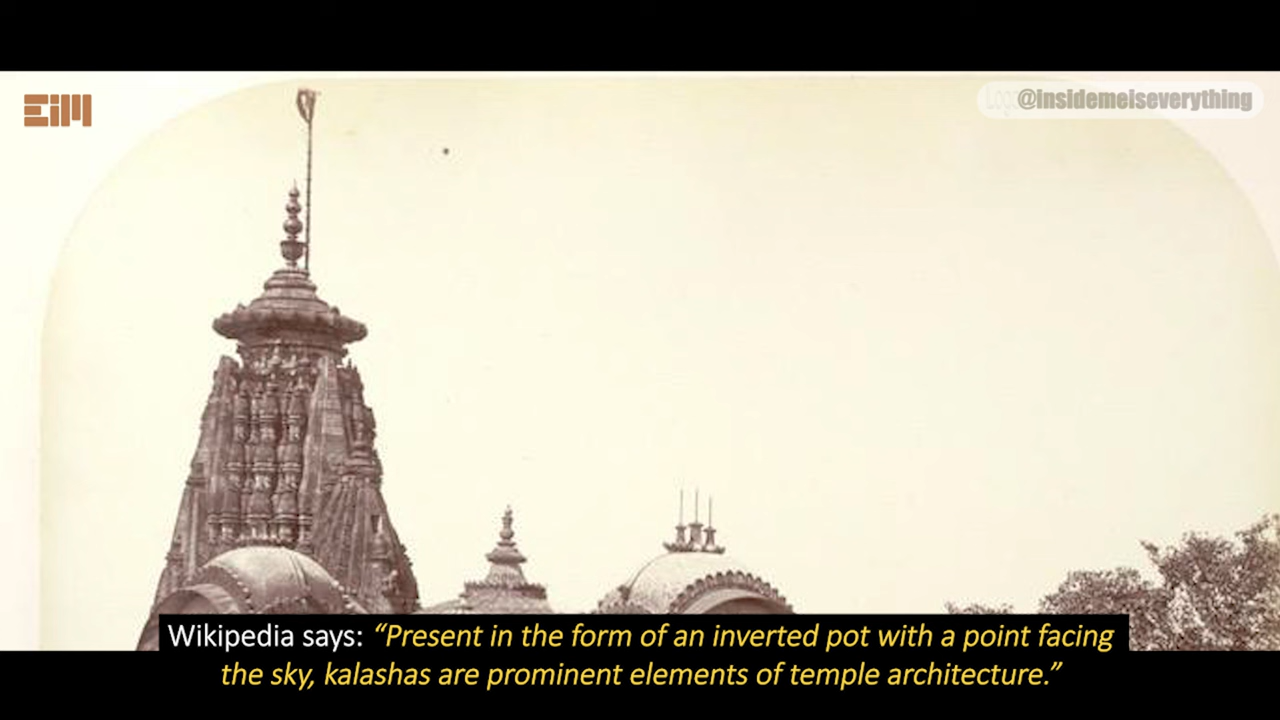 EiM
@insidemeiseverything
Wikipedia says: “Present in the form of an inverted pot with a point facing
the sky, kalashas are prominent elements of temple architecture.”